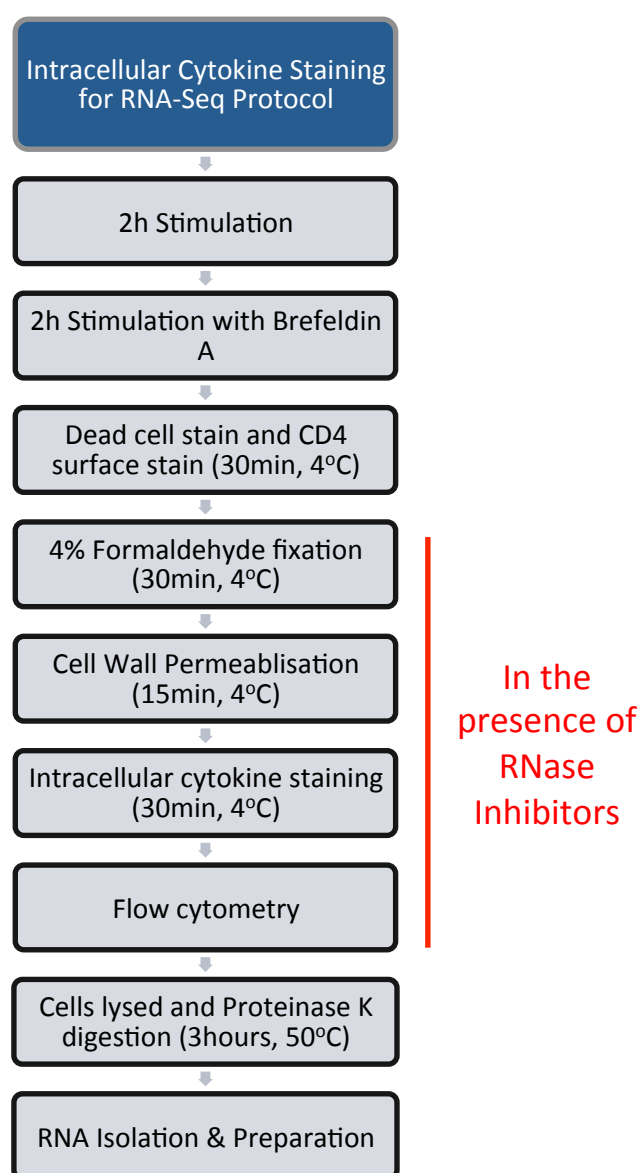 Intracellular Cytokine Staining
for RNA-Seq Protocol
2h Stimulation
2h Stimulation with Brefeldin
A
Dead cell stain and CD4
surface stain (30min, 4°C)
4% Formaldehyde fixation
(30min, 4°C)
Cell Wall Permeablisation
(15min, 4°C)
Intracellular cytokine staining
(30min, 4°C)
Flow cytometry
Cells lysed and Proteinase K
digestion (3hours, 50°C)
RNA Isolation & Preparation
In the
presence of
RNase
Inhibitors